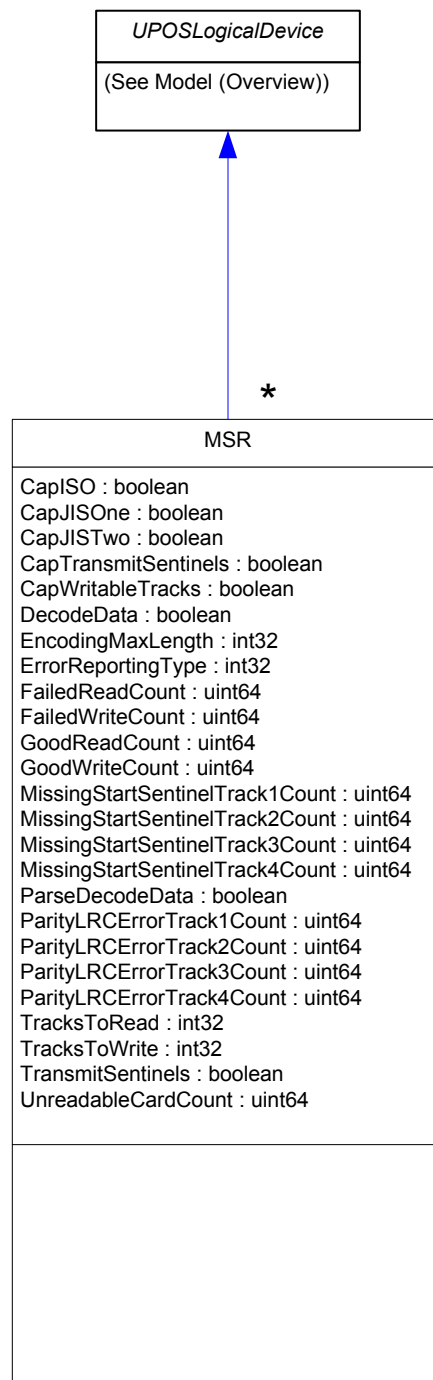 UPOSLogicalDevice
(See Model (Overview))
*
MSR
CapISO : boolean
CapJISOne : boolean
CapJISTwo : boolean
CapTransmitSentinels : boolean
CapWritableTracks : boolean
DecodeData : boolean
EncodingMaxLength : int32
ErrorReportingType : int32
FailedReadCount : uint64
FailedWriteCount : uint64
GoodReadCount : uint64
GoodWriteCount : uint64
MissingStartSentinelTrack1Count : uint64
MissingStartSentinelTrack2Count : uint64
MissingStartSentinelTrack3Count : uint64
MissingStartSentinelTrack4Count : uint64
ParseDecodeData : boolean
ParityLRCErrorTrack1Count : uint64
ParityLRCErrorTrack2Count : uint64
ParityLRCErrorTrack3Count : uint64
ParityLRCErrorTrack4Count : uint64
TracksToRead : int32
TracksToWrite : int32
TransmitSentinels : boolean
UnreadableCardCount : uint64